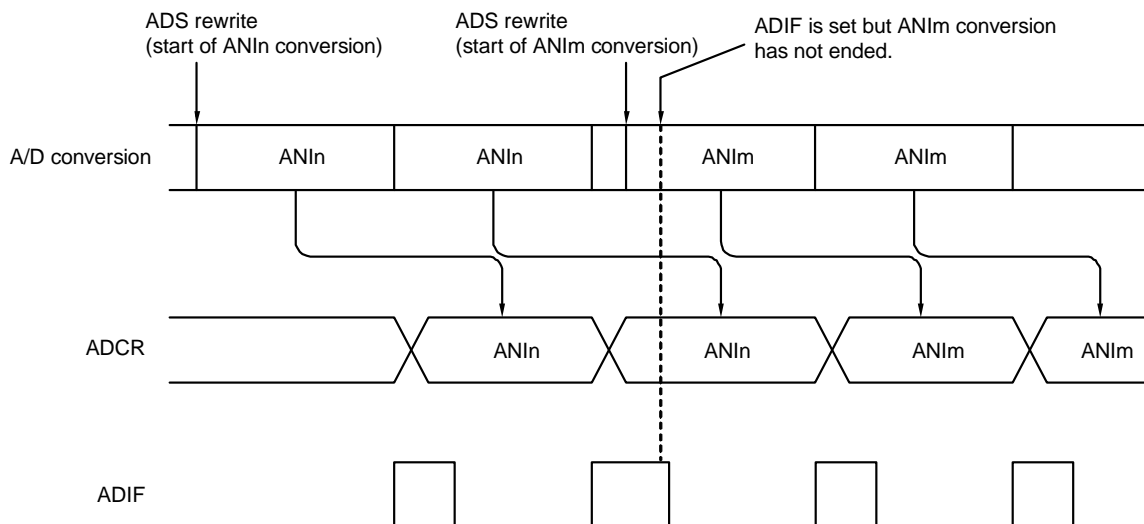 ADS rewrite
(start of ANIn conversion)
ADS rewrite
(start of ANIm conversion)
ADIF is set but ANIm conversion
has not ended.
A/D conversion
ANIn
ANIn
ANIm
ANIm
ADCR
ANIn
ANIn
ANIm
ANIm
ADIF